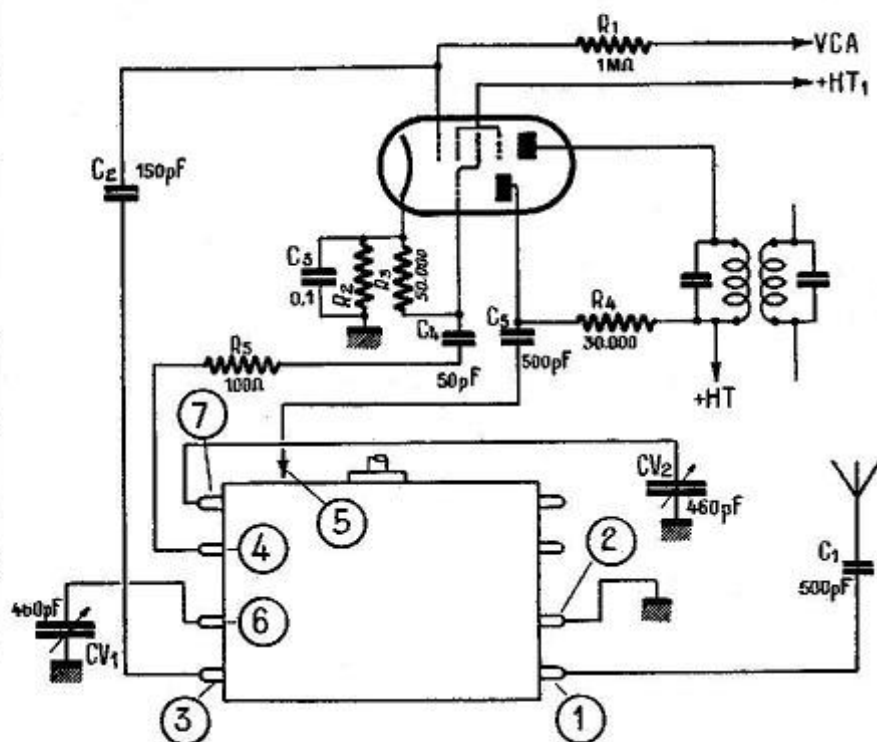 R1
1MΩ
VCA
+HT1
C2
150pF
C3
0.1
R2
R3
50.000
C4
50pF
C5
500pF
R4
30.000
+HT
R5
100Ω
7
5
CV2
460pF
4
2
C1
500pF
460pF
CV1
6
3
1